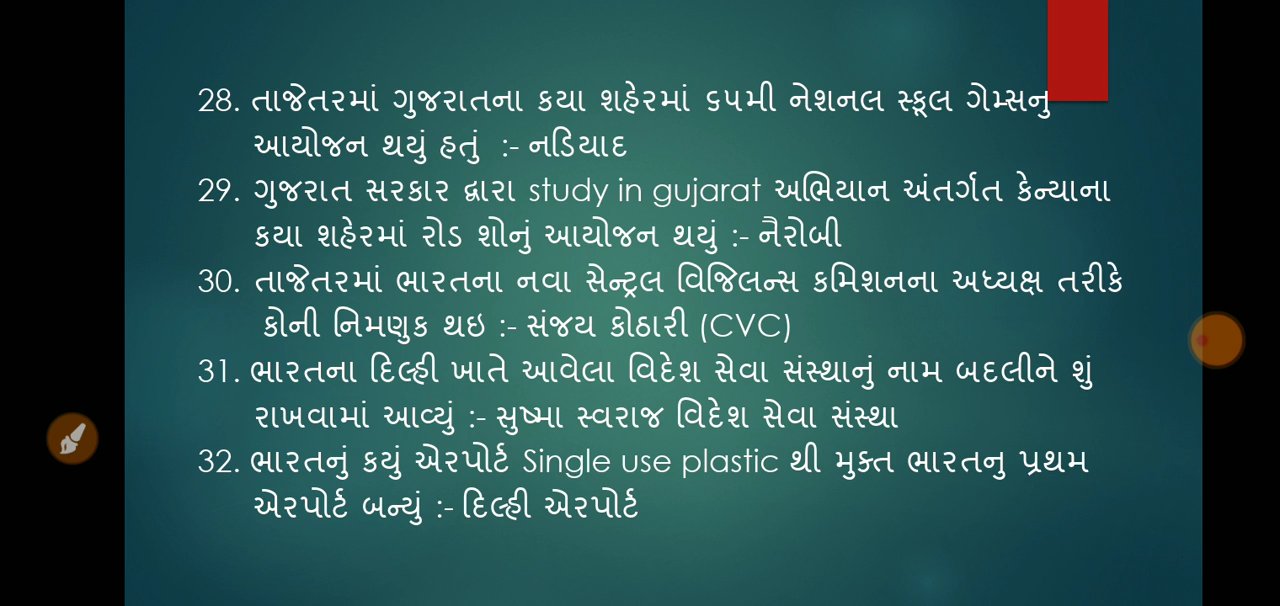 28. તાજેતરમાં ગુજરાતના કયા શહેરમાં ૬૫મી નેશનલ સ્કૂલ ગેમ્સનુ
આયોજન થયું હતું :- નડિયાદ
29. ગુજરાત સરકાર દ્વારા study in gujarat અભિયાન અંતર્ગત કેન્યાના
કયા શહેરમાં રોડ શોનું આયોજન થયું :- નૈરોબી
30. તાજેતરમાં ભારતના નવા સેન્ટ્રલ વિજિલન્સ કમિશનના અધ્યક્ષ તરીકે
કોની નિમણુક થઇ :- સંજય કોઠારી (CVC)
31. ભારતના દિલ્હી ખાતે આવેલા વિદેશ સેવા સંસ્થાનું નામ બદલીને શું
રાખવામાં આવ્યું :- સુષ્મા સ્વરાજ વિદેશ સેવા સંસ્થા
32. ભારતનું કયું એરપોર્ટ Single use plastic થી મુક્ત ભારતનુ પ્રથમ
એરપોર્ટ બન્યું :- દિલ્હી એરપોર્ટ